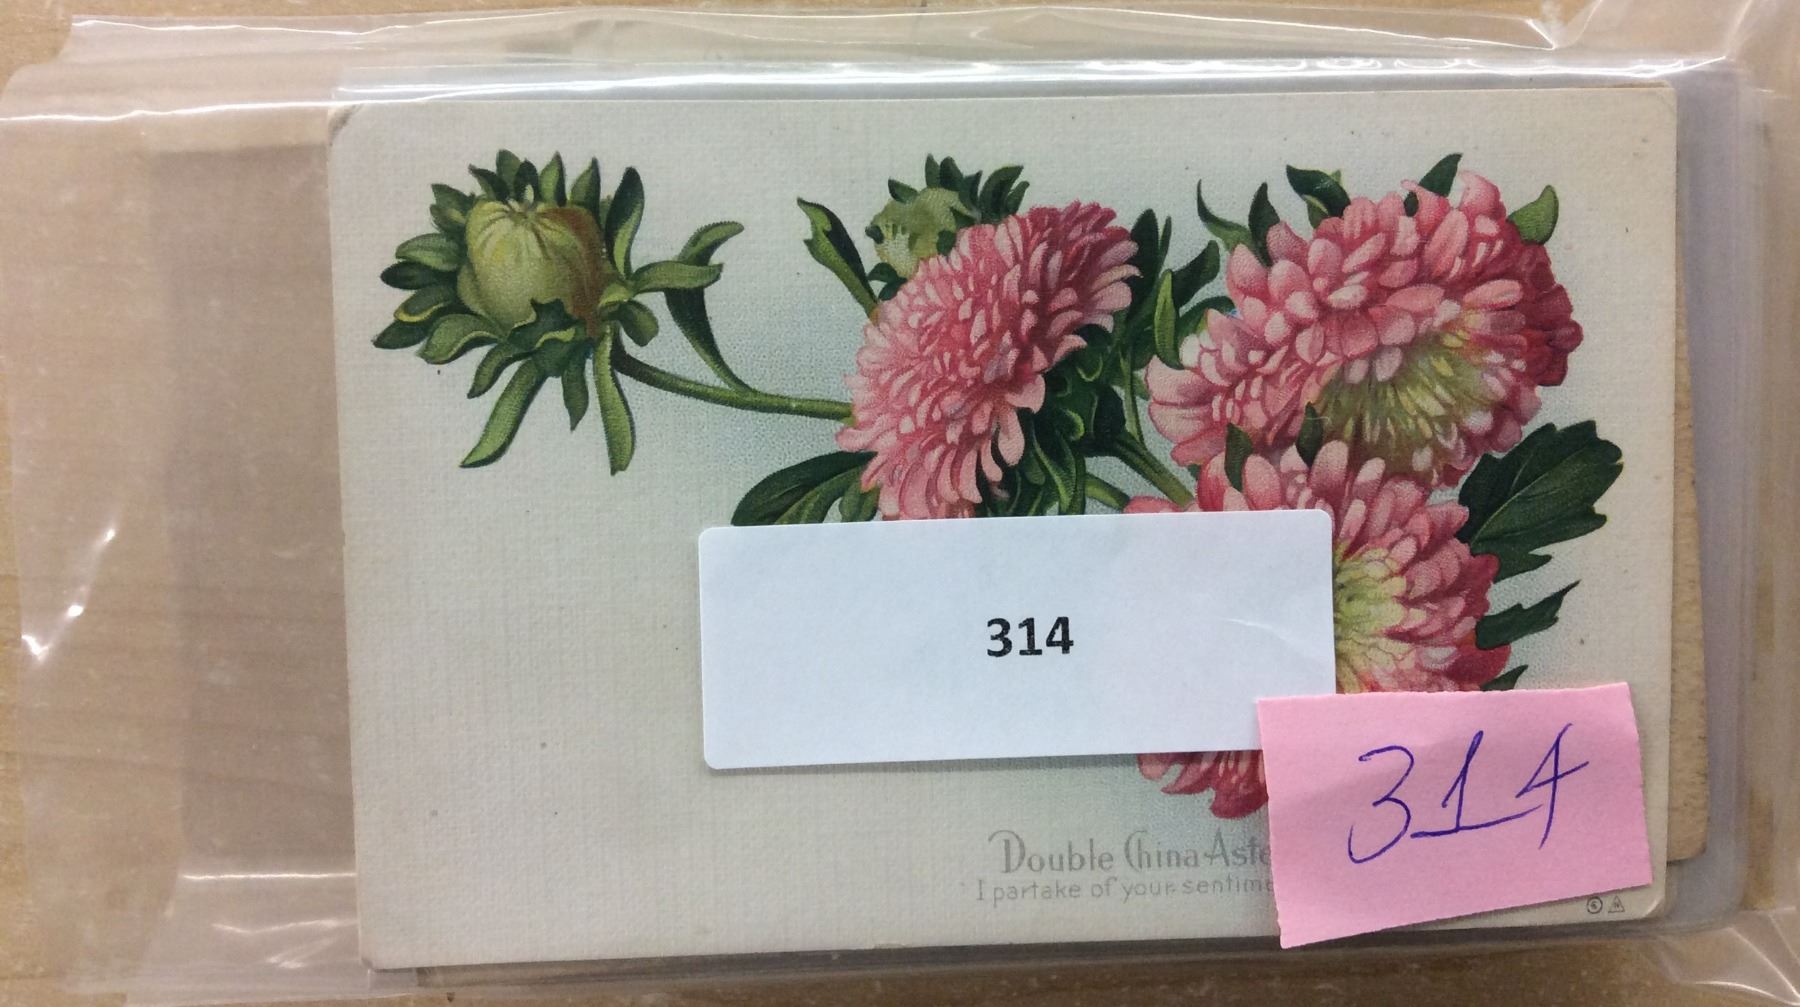 314
314
Double China Aste
I partake of your sentime